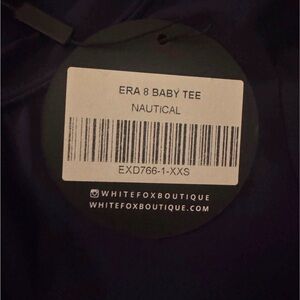 ERA 8 BABY TEE
NAUTICAL
EXD766-1-XXS
WHITEFOXBOUTIQUE
WHITEFOXBOUTIQUE.COM